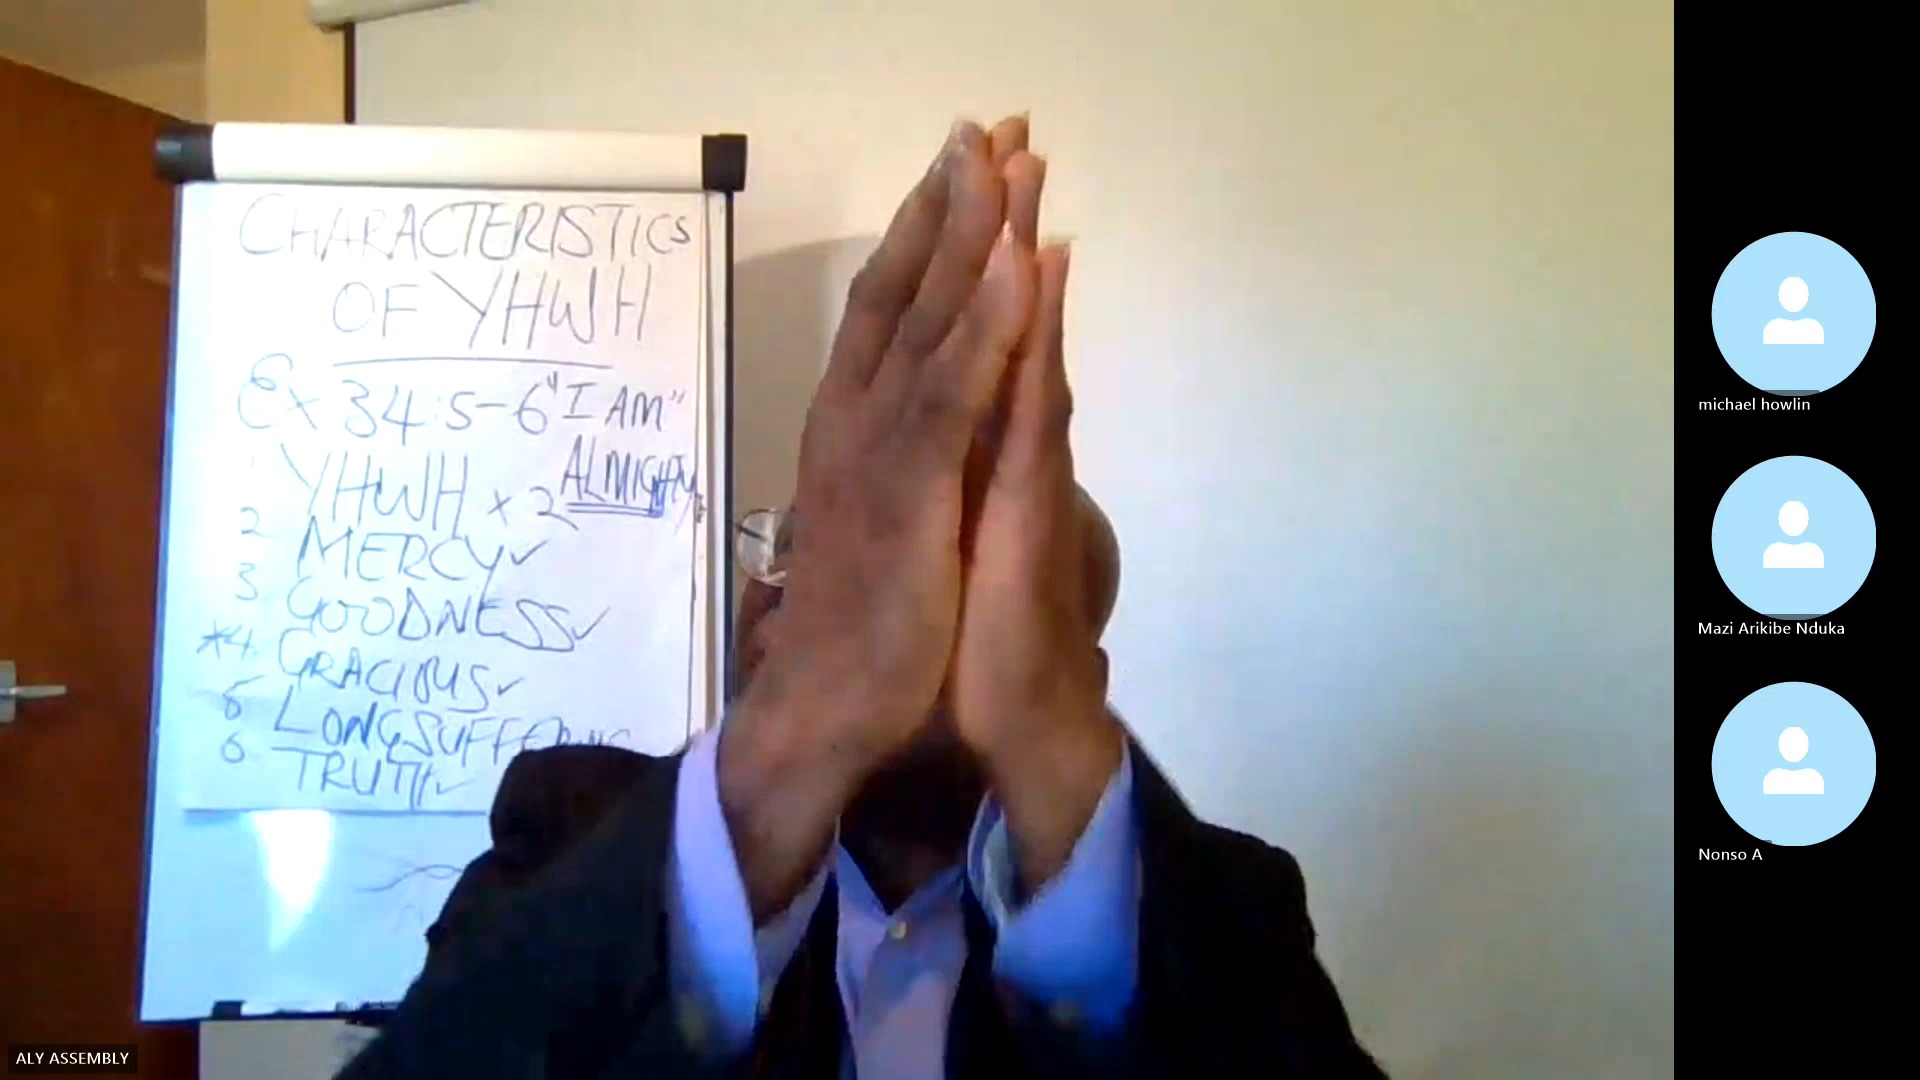 CHARACTERISTICS
OF YHWH
Ex 34:5-6 "I AM"
1 YHWH x 2 ALMIGHTY
2 MERCY ✓
3 GOODNESS ✓
*4. GRACIOUS ✓
5 LONGSUFFERING
6 TRUTH ✓
michael howlin
Mazi Arikibe Nduka
Nonso A
ALY ASSEMBLY